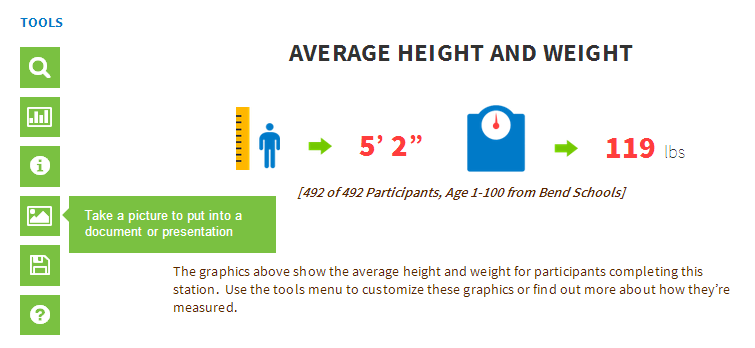 TOOLS
AVERAGE HEIGHT AND WEIGHT
5’ 2” 119 lbs
[492 of 492 Participants, Age 1-100 from Bend Schools]
Take a picture to put into a
document or presentation
The graphics above show the average height and weight for participants completing this
station. Use the tools menu to customize these graphics or find out more about how they’re
measured.